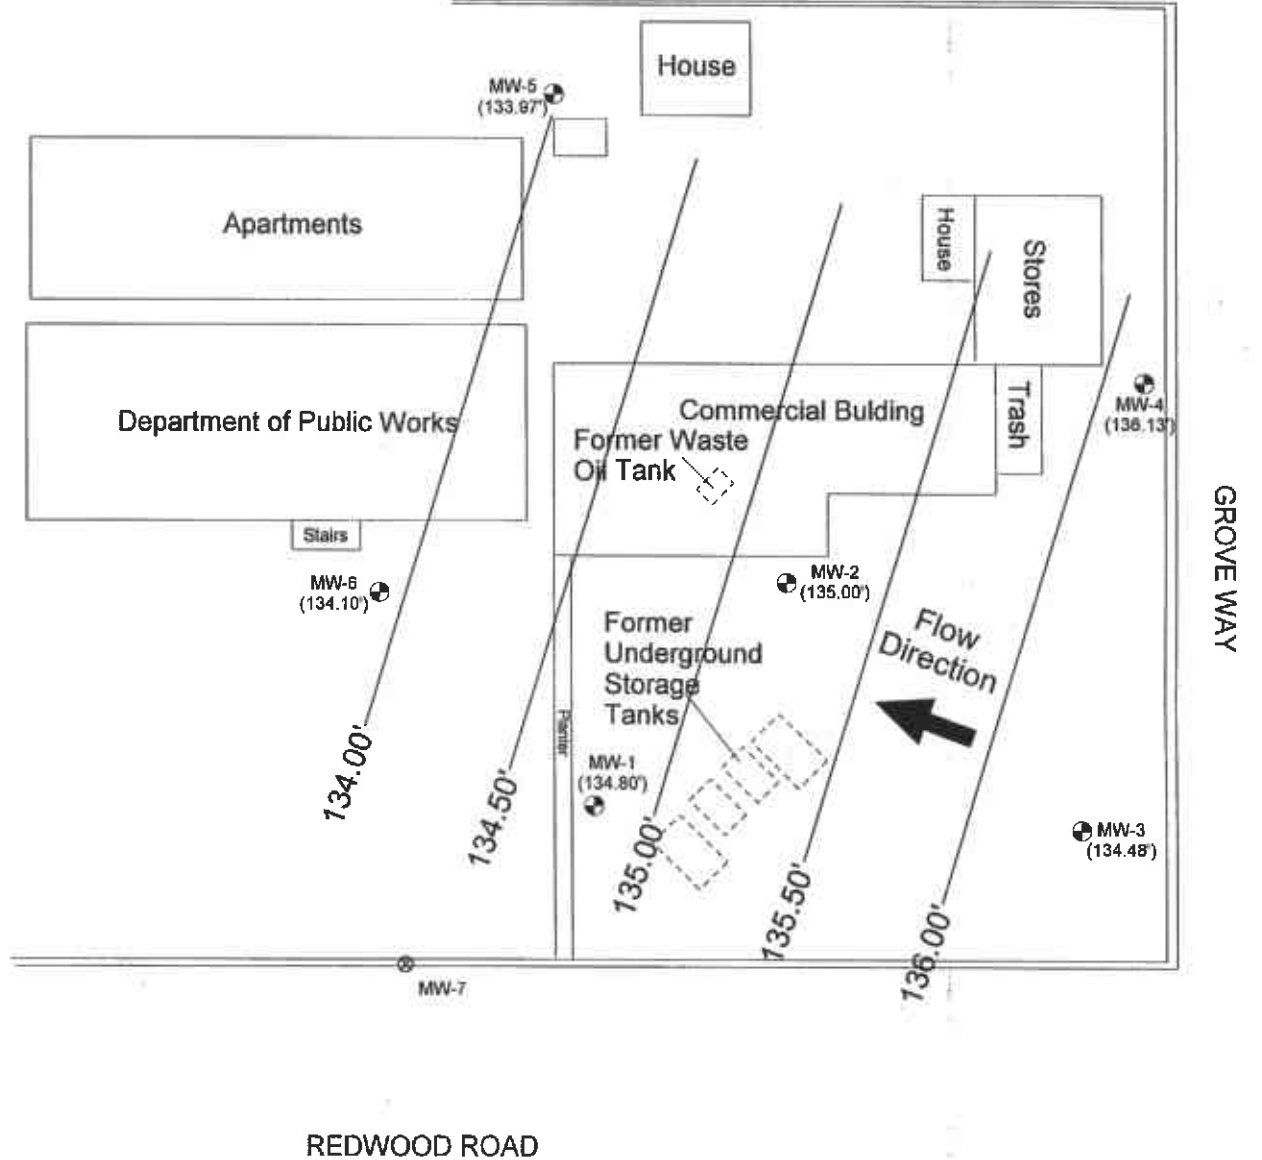 House
MW-5
(133.97')
Apartments
House
Stores
Department of Public Works
Commercial Bulding
Former Waste
Oil Tank
Trash
MW-4
(136.13')
GROVE WAY
Stairs
MW-6
(134.10')
MW-2
(135.00')
Former
Underground
Storage
Tanks
Flow
Direction
Planter
MW-1
(134.80')
MW-3
(134.48')
134.00'
134.50'
135.00'
135.50'
136.00'
MW-7
REDWOOD ROAD